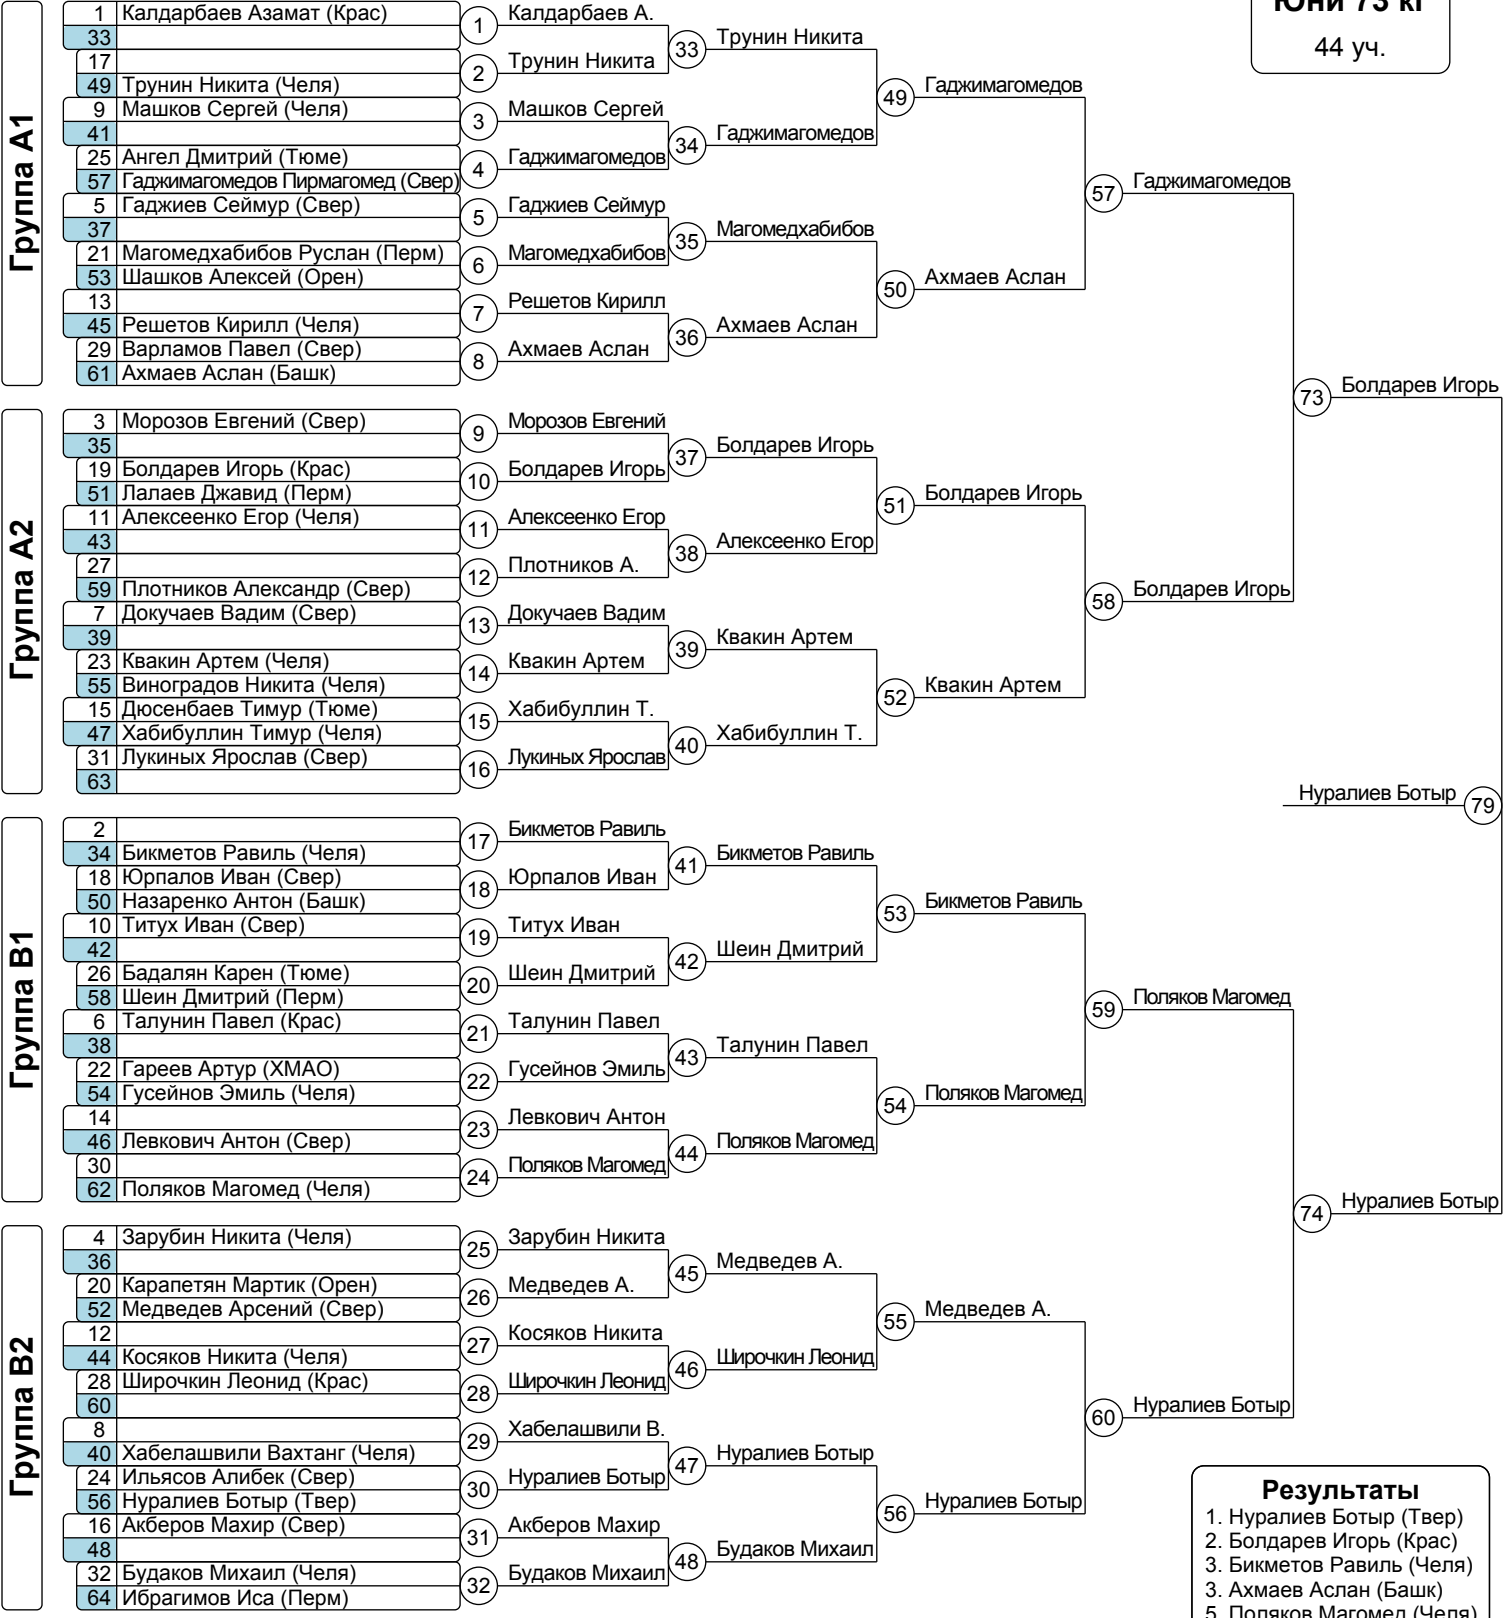 Юни 73 кг
44 уч.
Группа A1
1 Калдарбаев Азамат (Крас)
33
17
49 Трунин Никита (Челя)
9 Машков Сергей (Челя)
41
25 Ангел Дмитрий (Тюме)
57 Гаджимагомедов Пирмагомед (Свер)
5 Гаджиев Сеймур (Свер)
37
21 Магомедхабибов Руслан (Перм)
53 Шашков Алексей (Орен)
13
45 Решетов Кирилл (Челя)
29 Варламов Павел (Свер)
61 Ахмаев Аслан (Башк)
1 Калдарбаев А.
2 Трунин Никита
3 Машков Сергей
4 Гаджимагомедов
5 Гаджиев Сеймур
6 Магомедхабибов
7 Решетов Кирилл
8 Ахмаев Аслан
33 Трунин Никита
34 Гаджимагомедов
35 Магомедхабибов
36 Ахмаев Аслан
49 Гаджимагомедов
50 Ахмаев Аслан
57 Гаджимагомедов
Группа A2
3 Морозов Евгений (Свер)
35
19 Болдарев Игорь (Крас)
51 Лалаев Джавид (Перм)
11 Алексеенко Егор (Челя)
43
27
59 Плотников Александр (Свер)
7 Докучаев Вадим (Свер)
39
23 Квакин Артем (Челя)
55 Виноградов Никита (Челя)
15 Дюсенбаев Тимур (Тюме)
47 Хабибуллин Тимур (Челя)
31 Лукиных Ярослав (Свер)
63
9 Морозов Евгений
10 Болдарев Игорь
11 Алексеенко Егор
12 Плотников А.
13 Докучаев Вадим
14 Квакин Артем
15 Хабибуллин Т.
16 Лукиных Ярослав
37 Болдарев Игорь
38 Алексеенко Егор
39 Квакин Артем
40 Хабибуллин Т.
51 Болдарев Игорь
52 Квакин Артем
58 Болдарев Игорь
73 Болдарев Игорь
Нуралиев Ботыр 79
Группа B1
2
34 Бикметов Равиль (Челя)
18 Юрпалов Иван (Свер)
50 Назаренко Антон (Башк)
10 Титух Иван (Свер)
42
26 Бадалян Карен (Тюме)
58 Шеин Дмитрий (Перм)
6 Талунин Павел (Крас)
38
22 Гареев Артур (ХМАО)
54 Гусейнов Эмиль (Челя)
14
46 Левкович Антон (Свер)
30
62 Поляков Магомед (Челя)
17 Бикметов Равиль
18 Юрпалов Иван
19 Титух Иван
20 Шеин Дмитрий
21 Талунин Павел
22 Гусейнов Эмиль
23 Левкович Антон
24 Поляков Магомед
41 Бикметов Равиль
42 Шеин Дмитрий
43 Талунин Павел
44 Поляков Магомед
53 Бикметов Равиль
54 Поляков Магомед
59 Поляков Магомед
Группа B2
4 Зарубин Никита (Челя)
36
20 Карапетян Мартик (Орен)
52 Медведев Арсений (Свер)
12
44 Косяков Никита (Челя)
28 Широчкин Леонид (Крас)
60
8
40 Хабелашвили Вахтанг (Челя)
24 Ильясов Алибек (Свер)
56 Нуралиев Ботыр (Твер)
16 Акберов Махир (Свер)
48
32 Будаков Михаил (Челя)
64 Ибрагимов Иса (Перм)
25 Зарубин Никита
26 Медведев А.
27 Косяков Никита
28 Широчкин Леонид
29 Хабелашвили В.
30 Нуралиев Ботыр
31 Акберов Махир
32 Будаков Михаил
45 Медведев А.
46 Широчкин Леонид
47 Нуралиев Ботыр
48 Будаков Михаил
55 Медведев А.
56 Нуралиев Ботыр
60 Нуралиев Ботыр
74 Нуралиев Ботыр
Результаты
1. Нуралиев Ботыр (Твер)
2. Болдарев Игорь (Крас)
3. Бикметов Равиль (Челя)
3. Ахмаев Аслан (Башк)
5. Поляков Магомед (Челя)